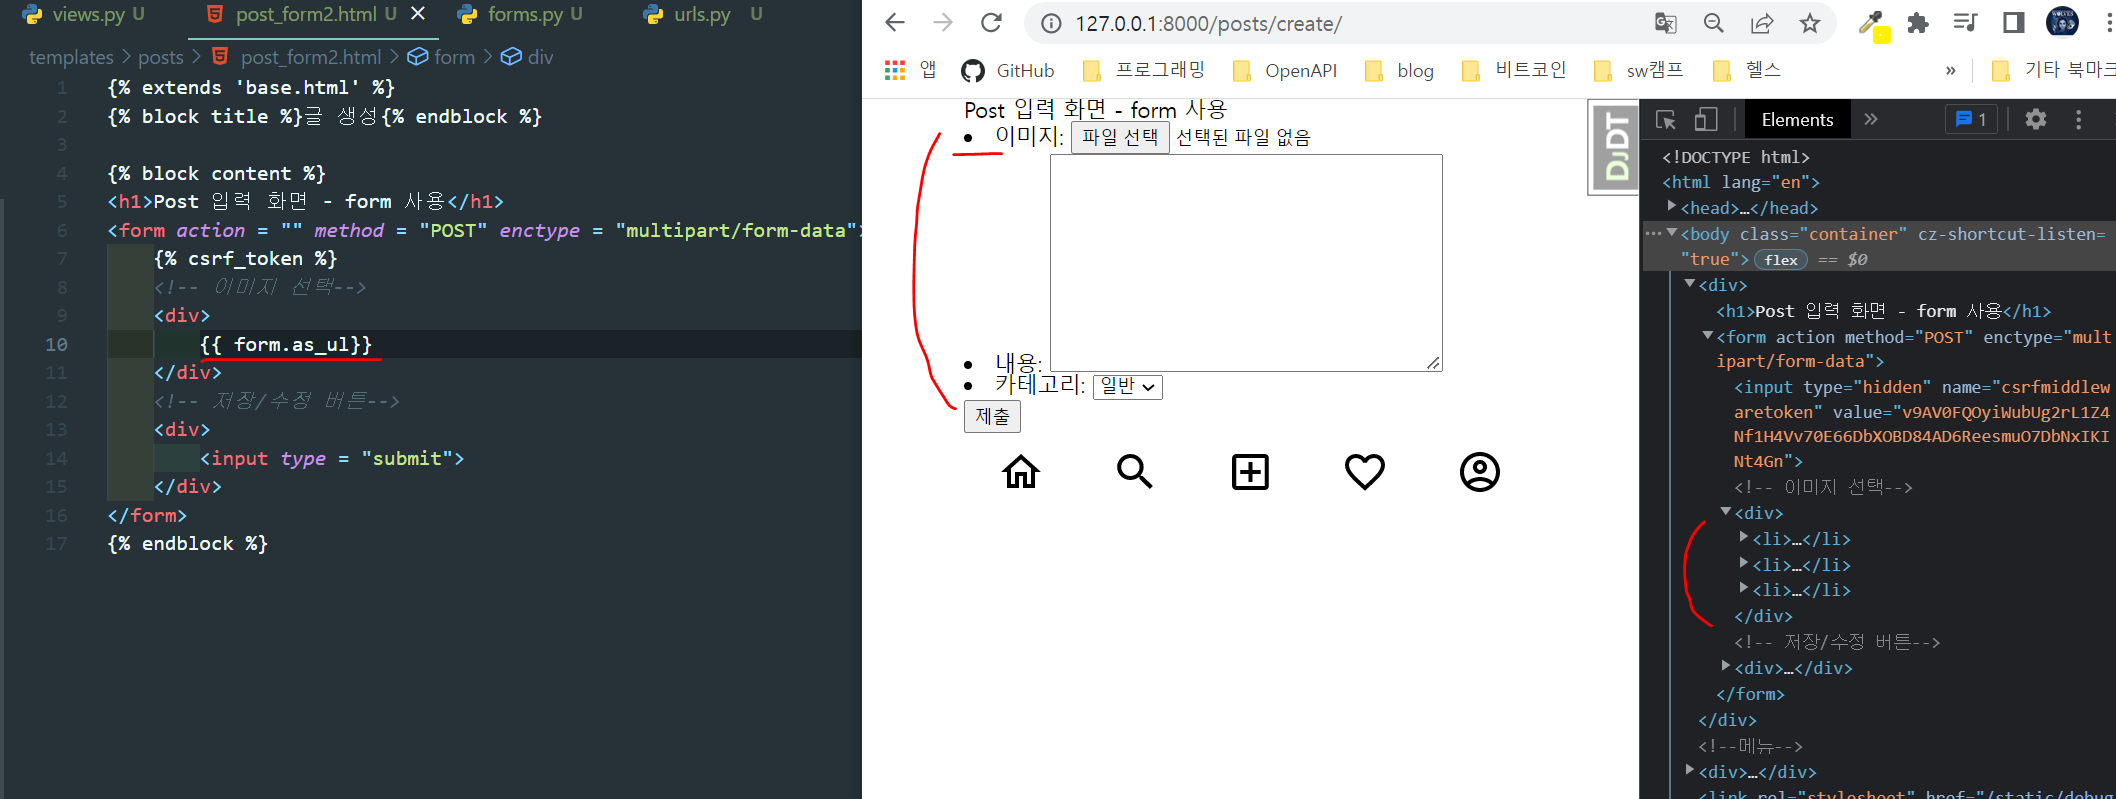 views.py U
post_form2.html U
forms.py U
urls.py U
templates > posts > post_form2.html > form > div
1 {% extends 'base.html' %}
2 {% block title %}글 생성{% endblock %}
3
4 {% block content %}
5 <h1>Post 입력 화면 - form 사용</h1>
6 <form action = "" method = "POST" enctype = "multipart/form-data">
7 {% csrf_token %}
8 <!-- 이미지 선택-->
9 <div>
10 {{ form.as_ul}}
11 </div>
12 <!-- 저장/수정 버튼-->
13 <div>
14 <input type = "submit">
15 </div>
16 </form>
17 {% endblock %}
127.0.0.1:8000/posts/create/
앱 GitHub 프로그래밍 OpenAPI blog 비트코인 sw캠프 헬스 » 기타 북마크
Post 입력 화면 - form 사용
• 이미지: 파일 선택 선택된 파일 없음
• 내용:
• 카테고리: 일반
제출
DJDT
Elements » 1
<!DOCTYPE html>
<html lang="en">
<head>…</head>
<body class="container" cz-shortcut-listen=
"true"> flex == $0
<div>
<h1>Post 입력 화면 - form 사용</h1>
<form action method="POST" enctype="mult
ipart/form-data">
<input type="hidden" name="csrfmiddlew
aretoken" value="v9AV0FQOyiWubUg2rL1Z4
Nf1H4Vv70E66DbXOBD84AD6ReesmuO7DbNxIKI
Nt4Gn">
<!-- 이미지 선택-->
<div>
<li>…</li>
<li>…</li>
<li>…</li>
</div>
<!-- 저장/수정 버튼-->
<div>…</div>
</form>
</div>
<!--메뉴-->
<div>…</div>
<link rel="stylesheet" href="/static/debug